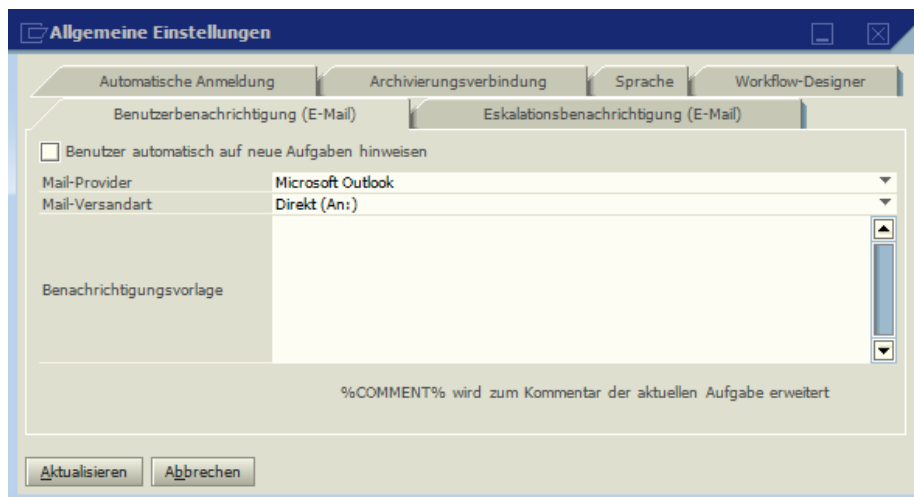 Allgemeine Einstellungen
Automatische Anmeldung Archivierungsverbindung Sprache Workflow-Designer
Benutzerbenachrichtigung (E-Mail) Eskalationsbenachrichtigung (E-Mail)
Benutzer automatisch auf neue Aufgaben hinweisen
Mail-Provider Microsoft Outlook
Mail-Versandart Direkt (An:)
Benachrichtigungsvorlage
%COMMENT% wird zum Kommentar der aktuellen Aufgabe erweitert
Aktualisieren Abbrechen